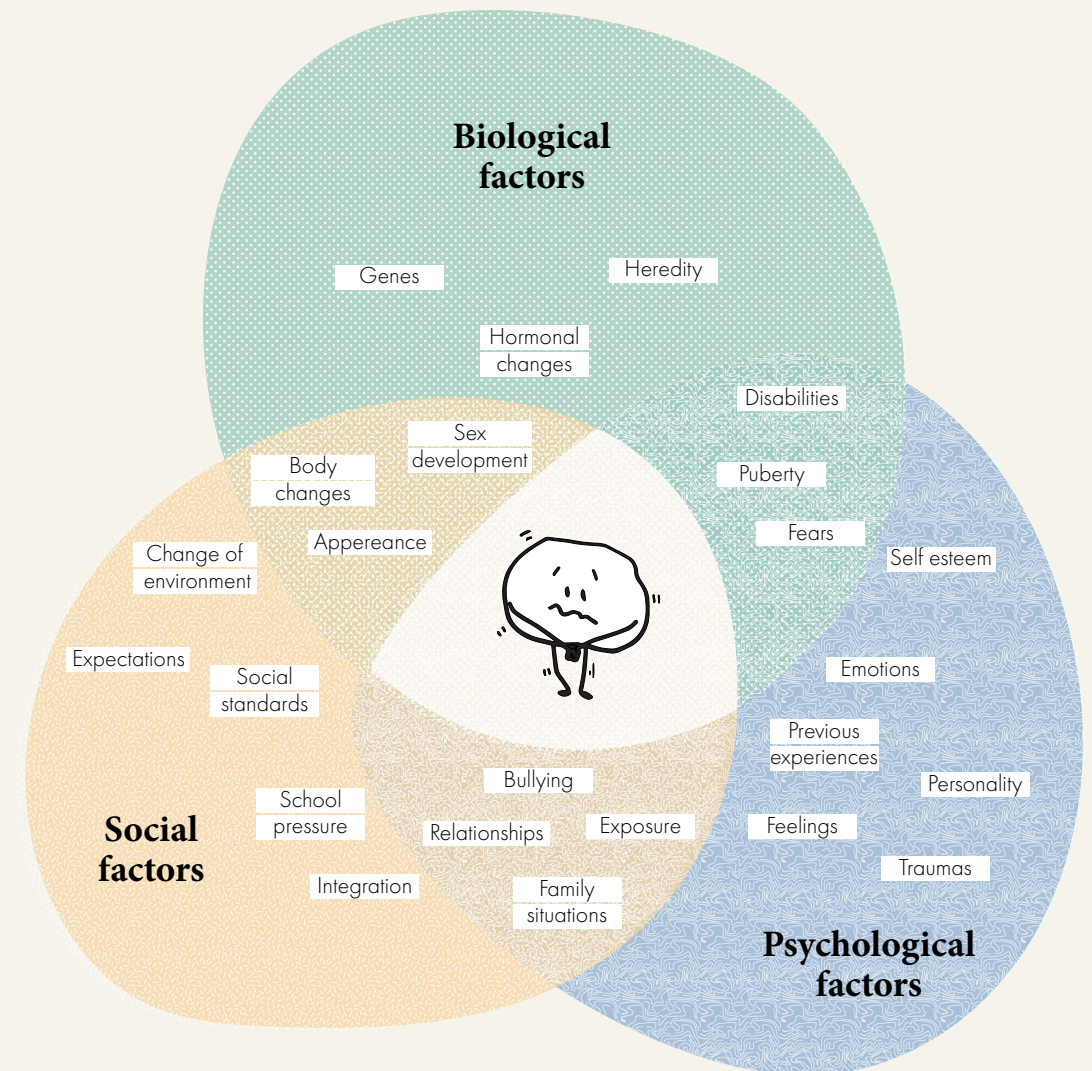 Biological
factors
Genes
Heredity
Hormonal
changes
Disabilities
Sex
development
Body
changes
Puberty
Appereance
Fears
Change of
environment
Self esteem
Expectations
Social
standards
Emotions
Previous
experiences
Bullying
Personality
School
pressure
Relationships
Exposure
Feelings
Social
factors
Integration
Family
situations
Traumas
Psychological
factors